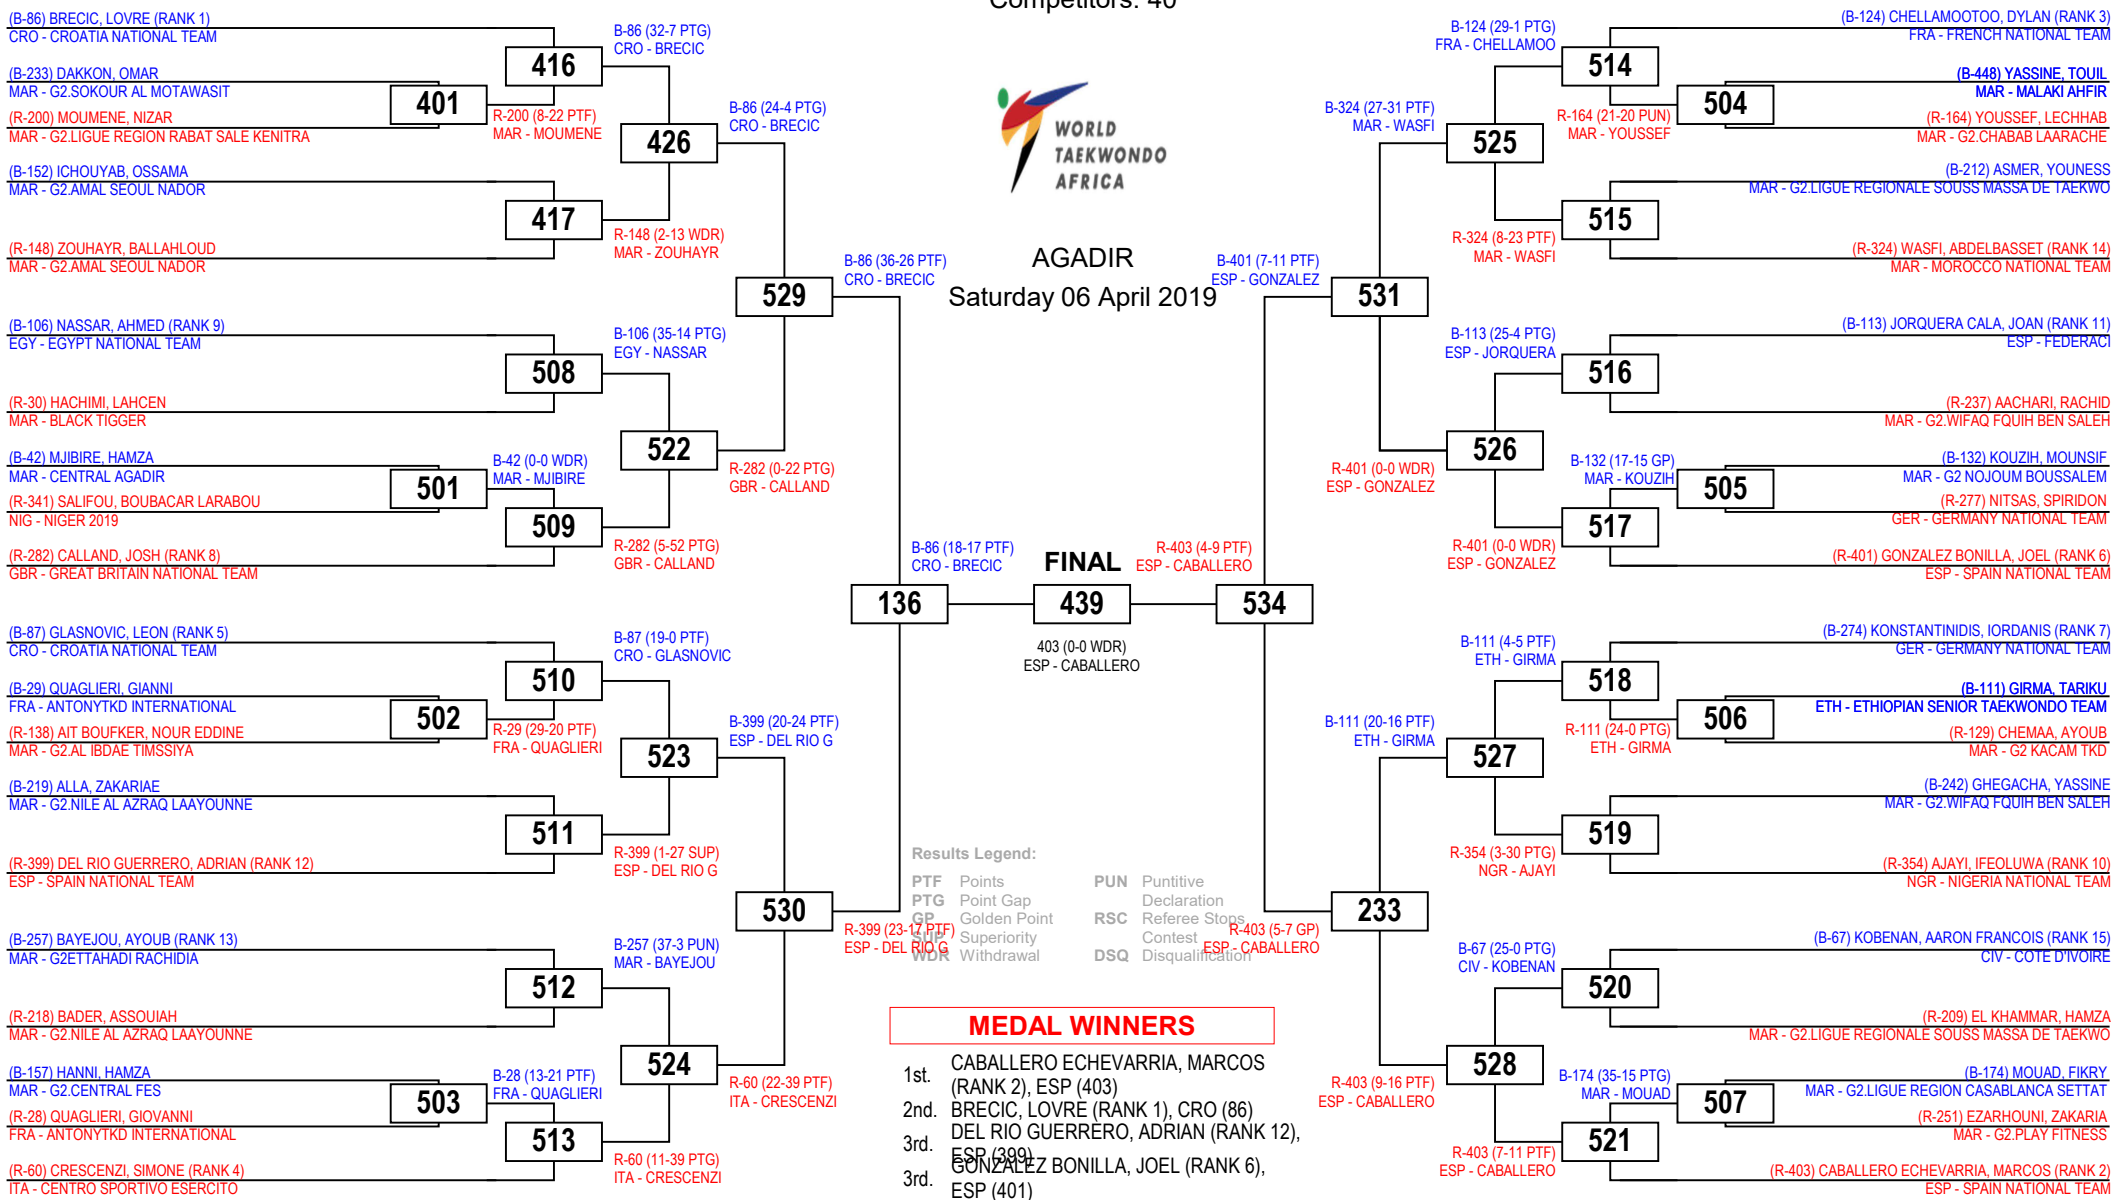 Competitors: 40
(B-86) BRECIC, LOVRE (RANK 1)
CRO - CROATIA NATIONAL TEAM
(B-233) DAKKON, OMAR
MAR - G2.SOKOUR AL MOTAWASIT
(R-200) MOUMENE, NIZAR
MAR - G2.LIGUE REGION RABAT SALE KENITRA
(B-152) ICHOUYAB, OSSAMA
MAR - G2.AMAL SEOUL NADOR
(R-148) ZOUHAYR, BALLAHLOUD
MAR - G2.AMAL SEOUL NADOR
(B-106) NASSAR, AHMED (RANK 9)
EGY - EGYPT NATIONAL TEAM
(R-30) HACHIMI, LAHCEN
MAR - BLACK TIGGER
(B-42) MJIBIRE, HAMZA
MAR - CENTRAL AGADIR
(R-341) SALIFOU, BOUBACAR LARABOU
NIG - NIGER 2019
(R-282) CALLAND, JOSH (RANK 8)
GBR - GREAT BRITAIN NATIONAL TEAM
(B-87) GLASNOVIC, LEON (RANK 5)
CRO - CROATIA NATIONAL TEAM
(B-29) QUAGLIERI, GIANNI
FRA - ANTONYTKD INTERNATIONAL
(R-138) AIT BOUFKER, NOUR EDDINE
MAR - G2.AL IBDAE TIMSSIYA
(B-219) ALLA, ZAKARIAE
MAR - G2.NILE AL AZRAQ LAAYOUNNE
(R-399) DEL RIO GUERRERO, ADRIAN (RANK 12)
ESP - SPAIN NATIONAL TEAM
(B-257) BAYEJOU, AYOUB (RANK 13)
MAR - G2ETTAHADI RACHIDIA
(R-218) BADER, ASSOUIAH
MAR - G2.NILE AL AZRAQ LAAYOUNNE
(B-157) HANNI, HAMZA
MAR - G2.CENTRAL FES
(R-28) QUAGLIERI, GIOVANNI
FRA - ANTONYTKD INTERNATIONAL
(R-60) CRESCENZI, SIMONE (RANK 4)
ITA - CENTRO SPORTIVO ESERCITO
401
501
502
503
R-200 (8-22 PTF)
MAR - MOUMENE
B-42 (0-0 WDR)
MAR - MJIBIRE
R-29 (29-20 PTF)
FRA - QUAGLIERI
B-28 (13-21 PTF)
FRA - QUAGLIERI
416
417
508
509
510
511
512
513
B-86 (32-7 PTG)
CRO - BRECIC
R-148 (2-13 WDR)
MAR - ZOUHAYR
B-106 (35-14 PTG)
EGY - NASSAR
R-282 (5-52 PTG)
GBR - CALLAND
B-87 (19-0 PTF)
CRO - GLASNOVIC
R-399 (1-27 SUP)
ESP - DEL RIO G
B-257 (37-3 PUN)
MAR - BAYEJOU
R-60 (11-39 PTG)
ITA - CRESCENZI
426
522
523
524
B-86 (24-4 PTG)
CRO - BRECIC
R-282 (0-22 PTG)
GBR - CALLAND
B-399 (20-24 PTF)
ESP - DEL RIO G
R-60 (22-39 PTF)
ITA - CRESCENZI
529
530
B-86 (36-26 PTF)
CRO - BRECIC
R-399 (23-17 PTF)
ESP - DEL RIO G
136
B-86 (18-17 PTF)
CRO - BRECIC
WORLD
TAEKWONDO
AFRICA
AGADIR
Saturday 06 April 2019
FINAL
439
403 (0-0 WDR)
ESP - CABALLERO
R-403 (4-9 PTF)
ESP - CABALLERO
534
B-401 (7-11 PTF)
ESP - GONZALEZ
R-403 (5-7 GP)
ESP - CABALLERO
531
233
B-324 (27-31 PTF)
MAR - WASFI
R-401 (0-0 WDR)
ESP - GONZALEZ
B-111 (20-16 PTF)
ETH - GIRMA
R-403 (9-16 PTF)
ESP - CABALLERO
525
526
527
528
B-124 (29-1 PTG)
FRA - CHELLAMOO
R-324 (8-23 PTF)
MAR - WASFI
B-113 (25-4 PTG)
ESP - JORQUERA
R-401 (0-0 WDR)
ESP - GONZALEZ
B-111 (4-5 PTF)
ETH - GIRMA
R-354 (3-30 PTG)
NGR - AJAYI
B-67 (25-0 PTG)
CIV - KOBENAN
R-403 (7-11 PTF)
ESP - CABALLERO
514
515
516
517
518
519
520
521
R-164 (21-20 PUN)
MAR - YOUSSEF
B-132 (17-15 GP)
MAR - KOUZIH
R-111 (24-0 PTG)
ETH - GIRMA
B-174 (35-15 PTG)
MAR - MOUAD
504
505
506
507
(B-124) CHELLAMOOTOO, DYLAN (RANK 3)
FRA - FRENCH NATIONAL TEAM
(B-448) YASSINE, TOUIL
MAR - MALAKI AHFIR
(R-164) YOUSSEF, LECHHAB
MAR - G2.CHABAB LAARACHE
(B-212) ASMER, YOUNESS
MAR - G2.LIGUE REGIONALE SOUSS MASSA DE TAEKWO
(R-324) WASFI, ABDELBASSET (RANK 14)
MAR - MOROCCO NATIONAL TEAM
(B-113) JORQUERA CALA, JOAN (RANK 11)
ESP - FEDERACI
(R-237) AACHARI, RACHID
MAR - G2.WIFAQ FQUIH BEN SALEH
(B-132) KOUZIH, MOUNSIF
MAR - G2 NOJOUM BOUSSALEM
(R-277) NITSAS, SPIRIDON
GER - GERMANY NATIONAL TEAM
(R-401) GONZALEZ BONILLA, JOEL (RANK 6)
ESP - SPAIN NATIONAL TEAM
(B-274) KONSTANTINIDIS, IORDANIS (RANK 7)
GER - GERMANY NATIONAL TEAM
(B-111) GIRMA, TARIKU
ETH - ETHIOPIAN SENIOR TAEKWONDO TEAM
(R-129) CHEMAA, AYOUB
MAR - G2 KACAM TKD
(B-242) GHEGACHA, YASSINE
MAR - G2.WIFAQ FQUIH BEN SALEH
(R-354) AJAYI, IFEOLUWA (RANK 10)
NGR - NIGERIA NATIONAL TEAM
(B-67) KOBENAN, AARON FRANCOIS (RANK 15)
CIV - COTE D'IVOIRE
(R-209) EL KHAMMAR, HAMZA
MAR - G2.LIGUE REGIONALE SOUSS MASSA DE TAEKWO
(B-174) MOUAD, FIKRY
MAR - G2.LIGUE REGION CASABLANCA SETTAT
(R-251) EZARHOUNI, ZAKARIA
MAR - G2.PLAY FITNESS
(R-403) CABALLERO ECHEVARRIA, MARCOS (RANK 2)
ESP - SPAIN NATIONAL TEAM
Results Legend:
PTF Points
PTG Point Gap
GP Golden Point
SUP Superiority
WDR Withdrawal
PUN Puntitive
Declaration
RSC Referee Stops
Contest
DSQ Disqualification
MEDAL WINNERS
1st. CABALLERO ECHEVARRIA, MARCOS
(RANK 2), ESP (403)
2nd. BRECIC, LOVRE (RANK 1), CRO (86)
3rd. DEL RIO GUERRERO, ADRIAN (RANK 12),
ESP (399)
3rd. GONZALEZ BONILLA, JOEL (RANK 6),
ESP (401)